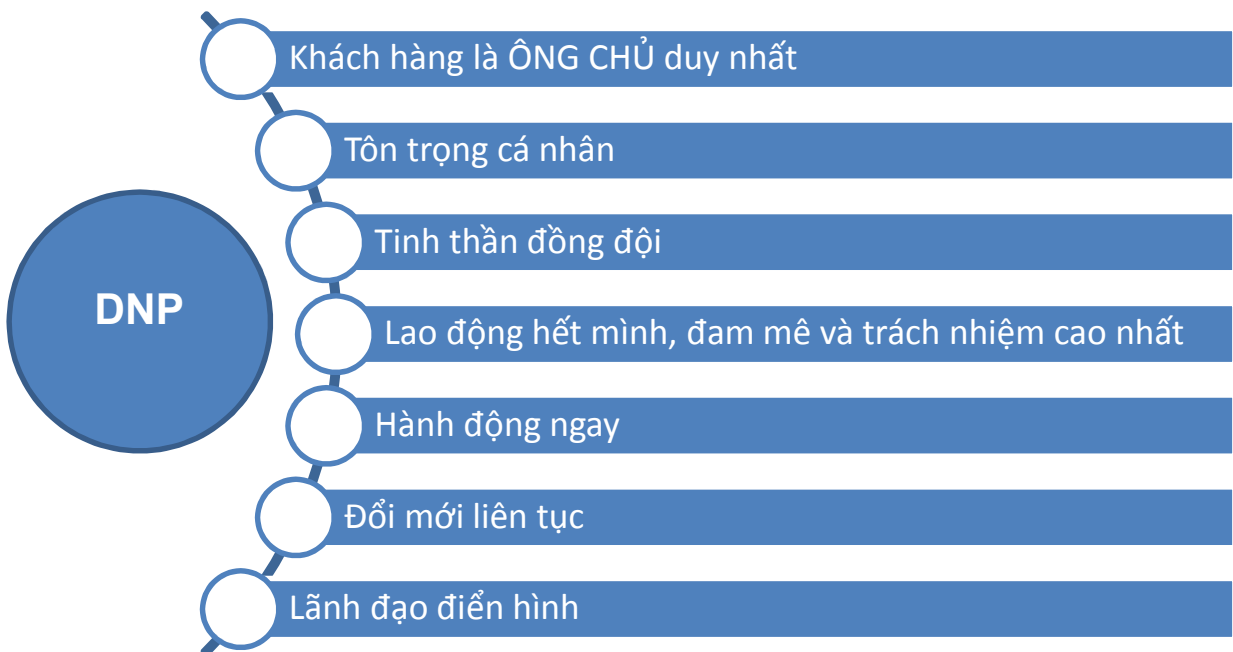 Khách hàng là ÔNG CHỦ duy nhất
Tôn trọng cá nhân
Tinh thần đồng đội
DNP
Lao động hết mình, đam mê và trách nhiệm cao nhất
Hành động ngay
Đổi mới liên tục
Lãnh đạo điển hình